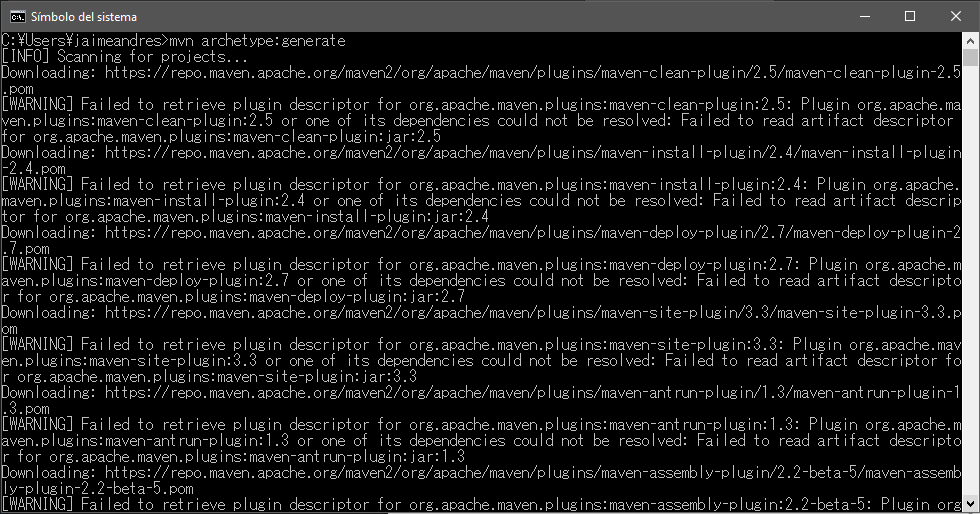 Símbolo del sistema
C:¥Users¥jaimeandres>mvn archetype:generate
[INFO] Scanning for projects...
Downloading: https://repo.maven.apache.org/maven2/org/apache/maven/plugins/maven-clean-plugin/2.5/maven-clean-plugin-2.5
.pom
[WARNING] Failed to retrieve plugin descriptor for org.apache.maven.plugins:maven-clean-plugin:2.5: Plugin org.apache.ma
ven.plugins:maven-clean-plugin:2.5 or one of its dependencies could not be resolved: Failed to read artifact descriptor
for org.apache.maven.plugins:maven-clean-plugin:jar:2.5
Downloading: https://repo.maven.apache.org/maven2/org/apache/maven/plugins/maven-install-plugin/2.4/maven-install-plugin
-2.4.pom
[WARNING] Failed to retrieve plugin descriptor for org.apache.maven.plugins:maven-install-plugin:2.4: Plugin org.apache.
maven.plugins:maven-install-plugin:2.4 or one of its dependencies could not be resolved: Failed to read artifact descrip
tor for org.apache.maven.plugins:maven-install-plugin:jar:2.4
Downloading: https://repo.maven.apache.org/maven2/org/apache/maven/plugins/maven-deploy-plugin/2.7/maven-deploy-plugin-2
.7.pom
[WARNING] Failed to retrieve plugin descriptor for org.apache.maven.plugins:maven-deploy-plugin:2.7: Plugin org.apache.m
aven.plugins:maven-deploy-plugin:2.7 or one of its dependencies could not be resolved: Failed to read artifact descripto
r for org.apache.maven.plugins:maven-deploy-plugin:jar:2.7
Downloading: https://repo.maven.apache.org/maven2/org/apache/maven/plugins/maven-site-plugin/3.3/maven-site-plugin-3.3.p
om
[WARNING] Failed to retrieve plugin descriptor for org.apache.maven.plugins:maven-site-plugin:3.3: Plugin org.apache.mav
en.plugins:maven-site-plugin:3.3 or one of its dependencies could not be resolved: Failed to read artifact descriptor fo
r org.apache.maven.plugins:maven-site-plugin:jar:3.3
Downloading: https://repo.maven.apache.org/maven2/org/apache/maven/plugins/maven-antrun-plugin/1.3/maven-antrun-plugin-1
.3.pom
[WARNING] Failed to retrieve plugin descriptor for org.apache.maven.plugins:maven-antrun-plugin:1.3: Plugin org.apache.m
aven.plugins:maven-antrun-plugin:1.3 or one of its dependencies could not be resolved: Failed to read artifact descripto
r for org.apache.maven.plugins:maven-antrun-plugin:jar:1.3
Downloading: https://repo.maven.apache.org/maven2/org/apache/maven/plugins/maven-assembly-plugin/2.2-beta-5/maven-assemb
ly-plugin-2.2-beta-5.pom
[WARNING] Failed to retrieve plugin descriptor for org.apache.maven.plugins:maven-assembly-plugin:2.2-beta-5: Plugin org